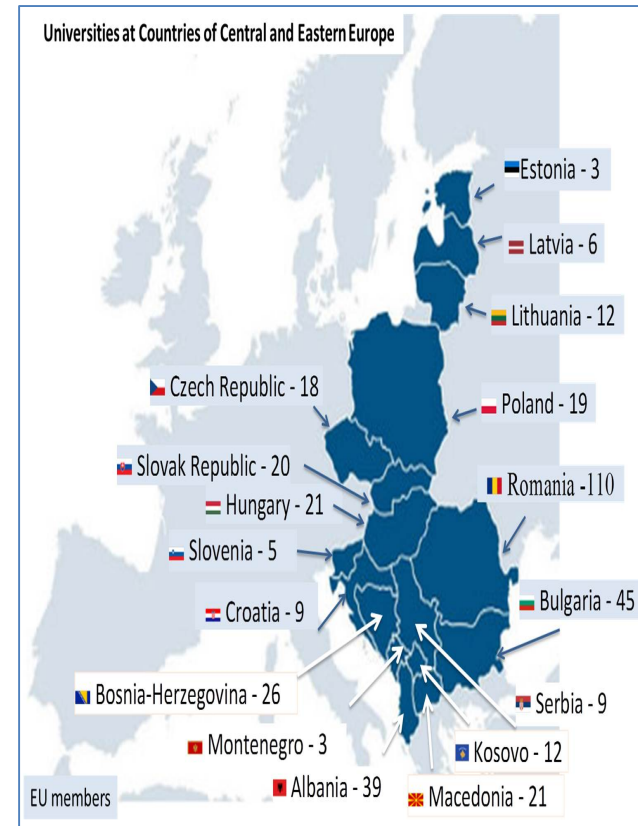 Universities at Countries of Central and Eastern Europe
Estonia - 3
Latvia - 6
Lithuania - 12
Czech Republic - 18
Poland - 19
Slovak Republic - 20
Romania -110
Hungary - 21
Slovenia - 5
Bulgaria - 45
Croatia - 9
Bosnia-Herzegovina - 26
Serbia - 9
Montenegro - 3
Kosovo - 12
Albania - 39
Macedonia - 21
EU members